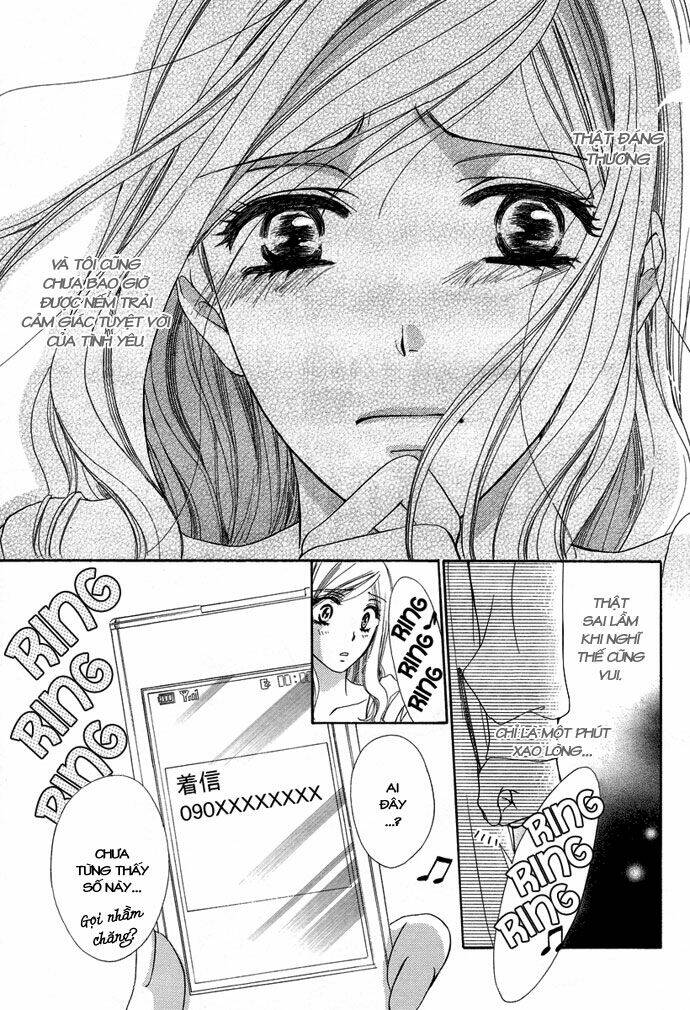 THẬT ĐÁNG
THƯƠNG
VÀ TÔI CŨNG
CHƯA BAO GIỜ
ĐƯỢC NẾM TRẢI
CẢM GIÁC TUYỆT VỜI
CỦA TÌNH YÊU
THẬT
SAI LẦM
KHI NGHĨ
THẾ CŨNG
VUI.
CHỈ LÀ MỘT PHÚT
XAO LÒNG...
RING
RING
RING
RING
RING
RING
RING
RING
RING
着信
090XXXXXXXX
AI
ĐÂY
...?
CHƯA
TỪNG THẤY
SỐ NÀY...
Gọi nhầm
chăng?